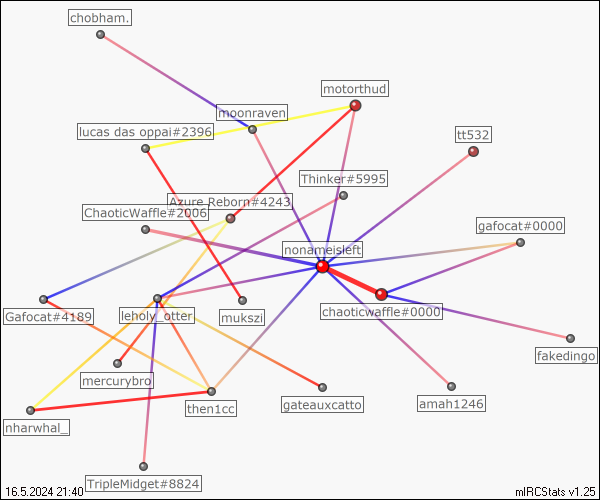 chobham.
motorthud
moonraven
lucas das oppai#2396
tt532
Thinker#5995
Azure Reborn#4243
ChaoticWaffle#2006
gafocat#0000
nonameisleft
chaoticwaffle#0000
Gafocat#4189
leholy_otter
mukszi
fakedingo
mercurybro
gateauxcatto
amah1246
then1cc
nharwhal_
TripleMidget#8824
16.5.2024 21:40
mIRCStats v1.25